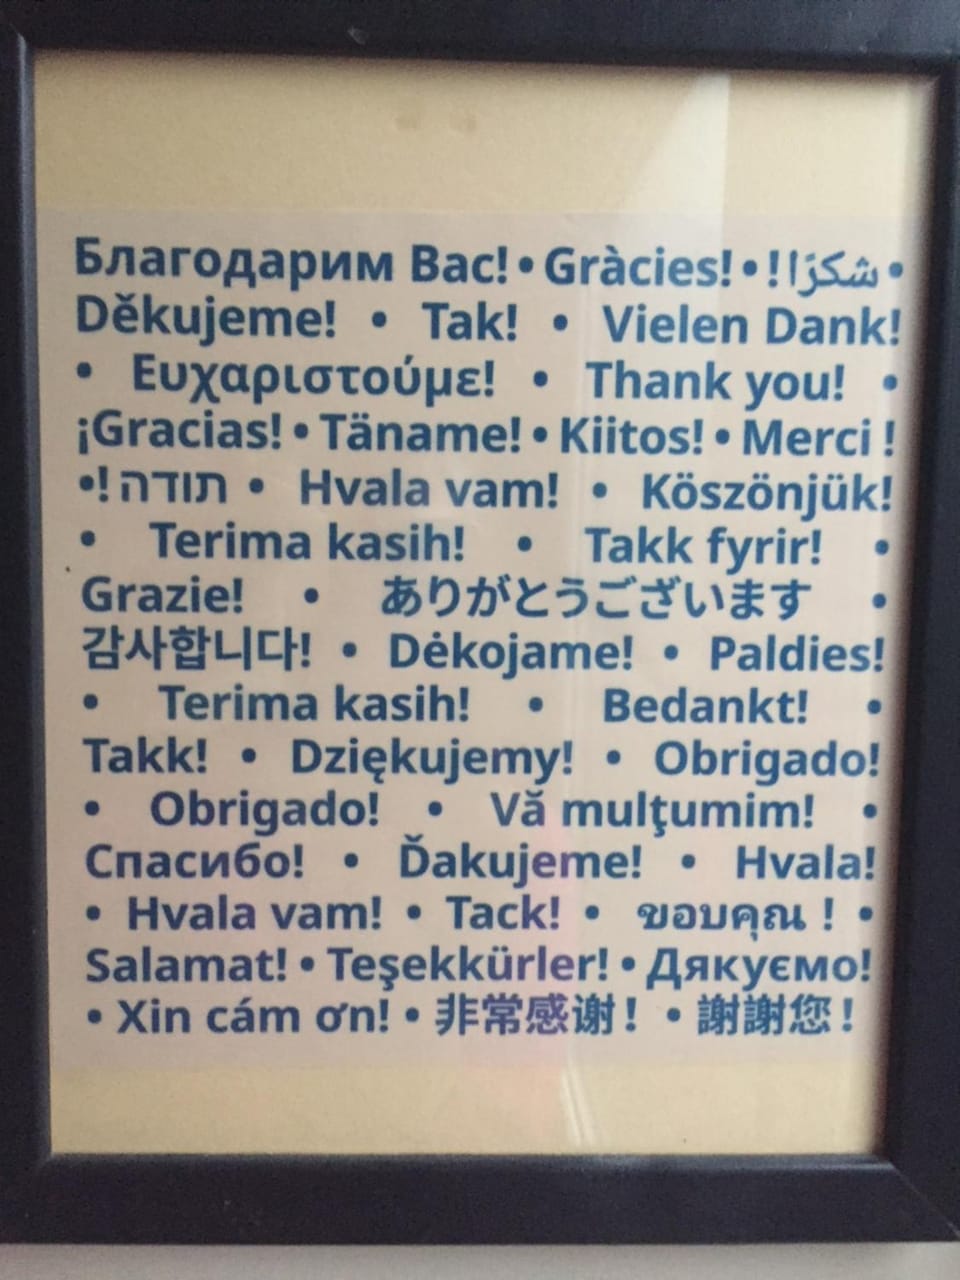 Благодарим Вас! • Gràcies! • شكرًا! •
Děkujeme! • Tak! • Vielen Dank!
• Ευχαριστούμε! • Thank you! •
¡Gracias! • Täname! • Kiitos! • Merci !
תודה! • Hvala vam! • Köszönjük!
• Terima kasih! • Takk fyrir! •
Grazie! • ありがとうございます •
감사합니다! • Dėkojame! • Paldies!
• Terima kasih! • Bedankt! •
Takk! • Dziękujemy! • Obrigado!
• Obrigado! • Vă mulţumim! •
Спасибо! • Ďakujeme! • Hvala!
• Hvala vam! • Tack! • ขอบคุณ ! •
Salamat! • Teşekkürler! • Дякуємо!
• Xin cám ơn! • 非常感谢! • 謝謝您!